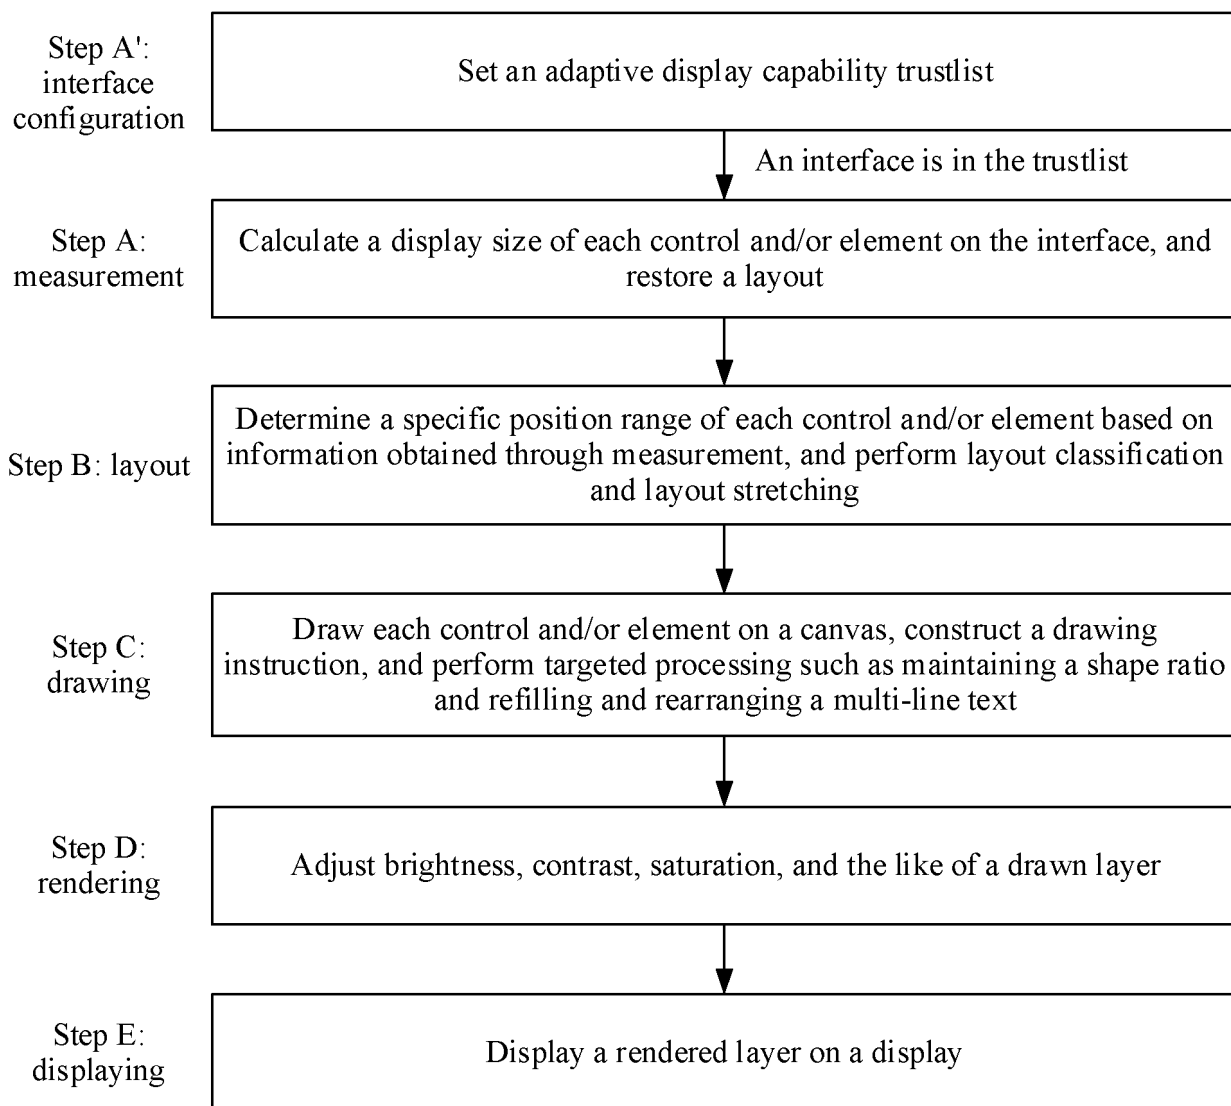 Step A':
interface
configuration
Set an adaptive display capability trustlist
An interface is in the trustlist
Step A:
measurement
Calculate a display size of each control and/or element on the interface, and
restore a layout
Step B: layout
Determine a specific position range of each control and/or element based on
information obtained through measurement, and perform layout classification
and layout stretching
Step C:
drawing
Draw each control and/or element on a canvas, construct a drawing
instruction, and perform targeted processing such as maintaining a shape ratio
and refilling and rearranging a multi-line text
Step D:
rendering
Adjust brightness, contrast, saturation, and the like of a drawn layer
Step E:
displaying
Display a rendered layer on a display